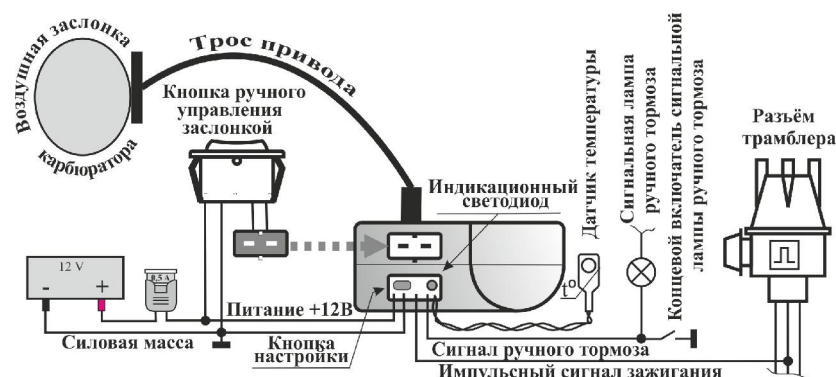 Воздушная заслонка
карбюратора
Трос привода
Кнопка ручного
управления
заслонкой
Индикационный
светодиод
Датчик температуры
Сигнальная лампа
ручного тормоза
Концевой включатель сигнальной
лампы ручного тормоза
Разъём
трамблера
12 V
- +
0,5 A
t°
Питание +12В
Силовая масса
Кнопка
настройки
Сигнал ручного тормоза
Импульсный сигнал зажигания